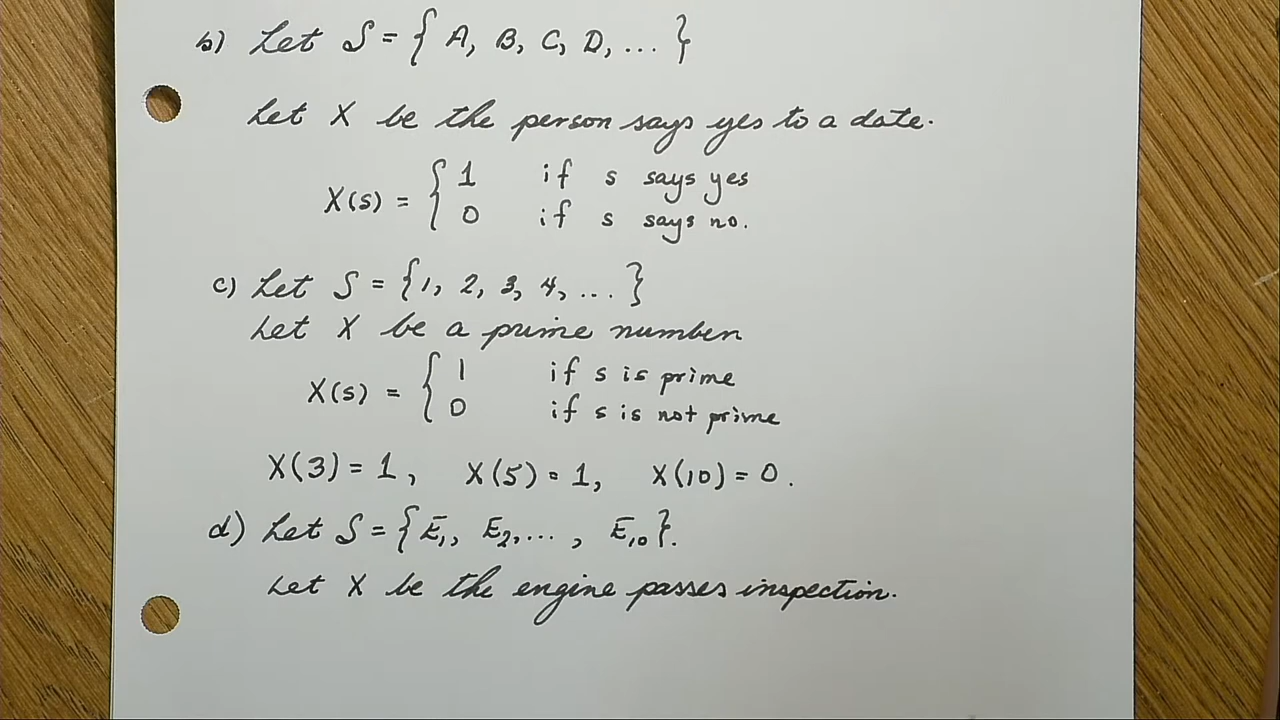 b) Let S = { A, B, C, D, ... }
Let X be the person says yes to a date.
X(s) = { 1 if s says yes
0 if s says no.
c) Let S = {1, 2, 3, 4, ... }
Let X be a prime number
X(s) = { 1 if s is prime
0 if s is not prime
X(3) = 1, X(5) = 1, X(10) = 0.
d) Let S = {E₁, E₂, ... , E₁₀}.
Let X be the engine passes inspection.